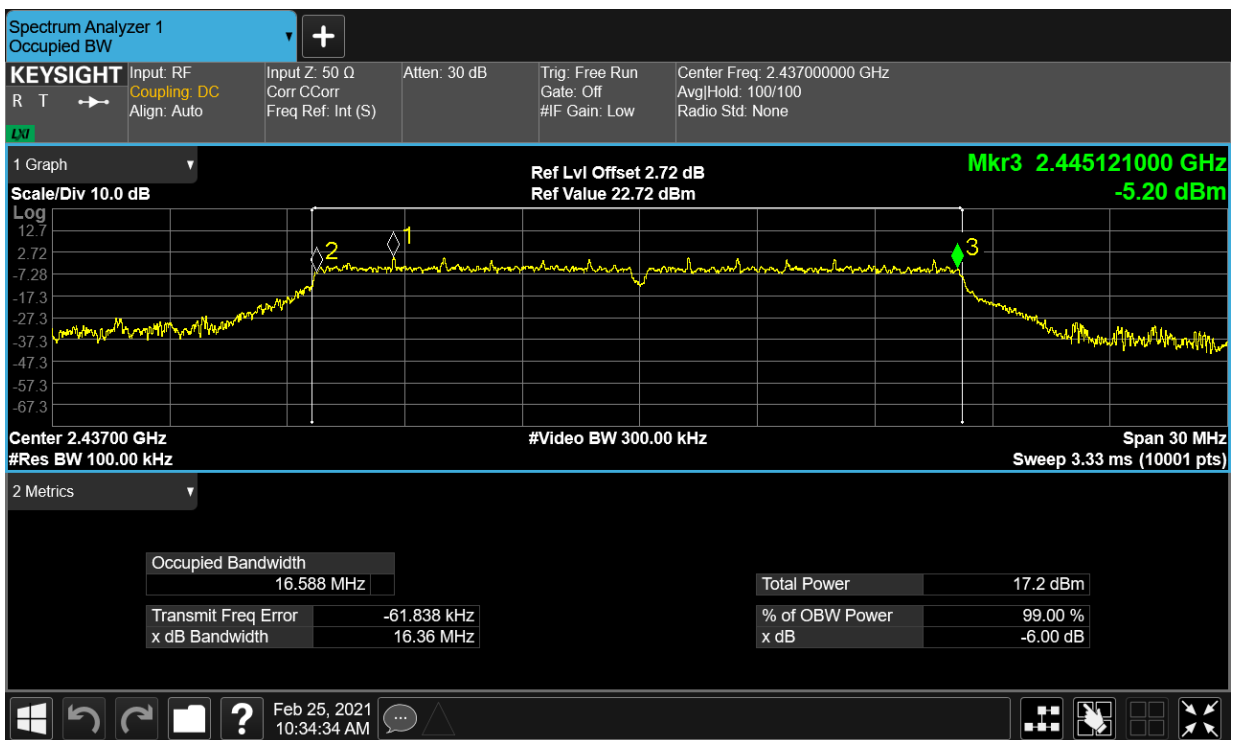 Spectrum Analyzer 1
Occupied BW
KEYSIGHT
R T
LXI
Input: RF
Coupling: DC
Align: Auto
Input Z: 50 Ω
Corr CCorr
Freq Ref: Int (S)
Atten: 30 dB
Trig: Free Run
Gate: Off
#IF Gain: Low
Center Freq: 2.437000000 GHz
Avg|Hold: 100/100
Radio Std: None
1 Graph
Scale/Div 10.0 dB
Ref Lvl Offset 2.72 dB
Ref Value 22.72 dBm
Mkr3 2.445121000 GHz
-5.20 dBm
Log
12.7
2.72
-7.28
-17.3
-27.3
-37.3
-47.3
-57.3
-67.3
2
1
3
Center 2.43700 GHz
#Res BW 100.00 kHz
#Video BW 300.00 kHz
Span 30 MHz
Sweep 3.33 ms (10001 pts)
2 Metrics
Occupied Bandwidth
16.588 MHz
Transmit Freq Error -61.838 kHz
x dB Bandwidth 16.36 MHz
Total Power 17.2 dBm
% of OBW Power 99.00 %
x dB -6.00 dB
?
Feb 25, 2021
10:34:34 AM